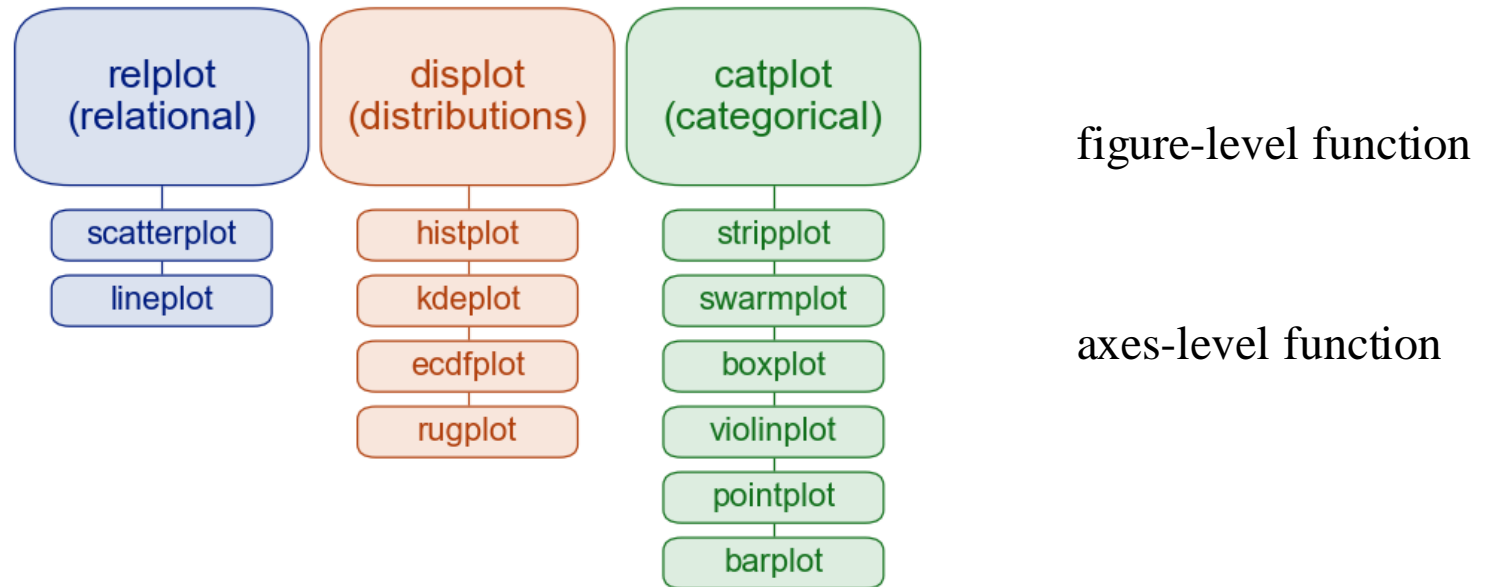 relplot
(relational)
displot
(distributions)
catplot
(categorical)
figure-level function
scatterplot
lineplot
histplot
kdeplot
ecdfplot
rugplot
stripplot
swarmplot
boxplot
violinplot
pointplot
barplot
axes-level function